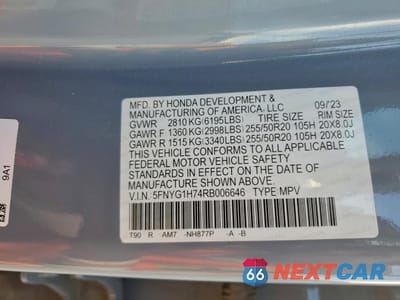 MFD. BY HONDA DEVELOPMENT &
MANUFACTURING OF AMERICA, LLC 09/23
GVWR 2810 KG(6195LBS) RIM SIZE
GAWR F 1360 KG(2998LBS) 255/50R20 105H 20X8.0J
GAWR R 1515 KG(3340LBS) 255/50R20 105H 20X8.0J
THIS VEHICLE CONFORMS TO ALL APPLICABLE
FEDERAL MOTOR VEHICLE SAFETY
STANDARDS IN EFFECT ON THE DATE OF
MANUFACTURE SHOWN ABOVE.
V.I.N.: 5FNYG1H74RB006646 TYPE MPV
T90 R AM7 -NH877P -A -B
9A1
66 NEXTCAR